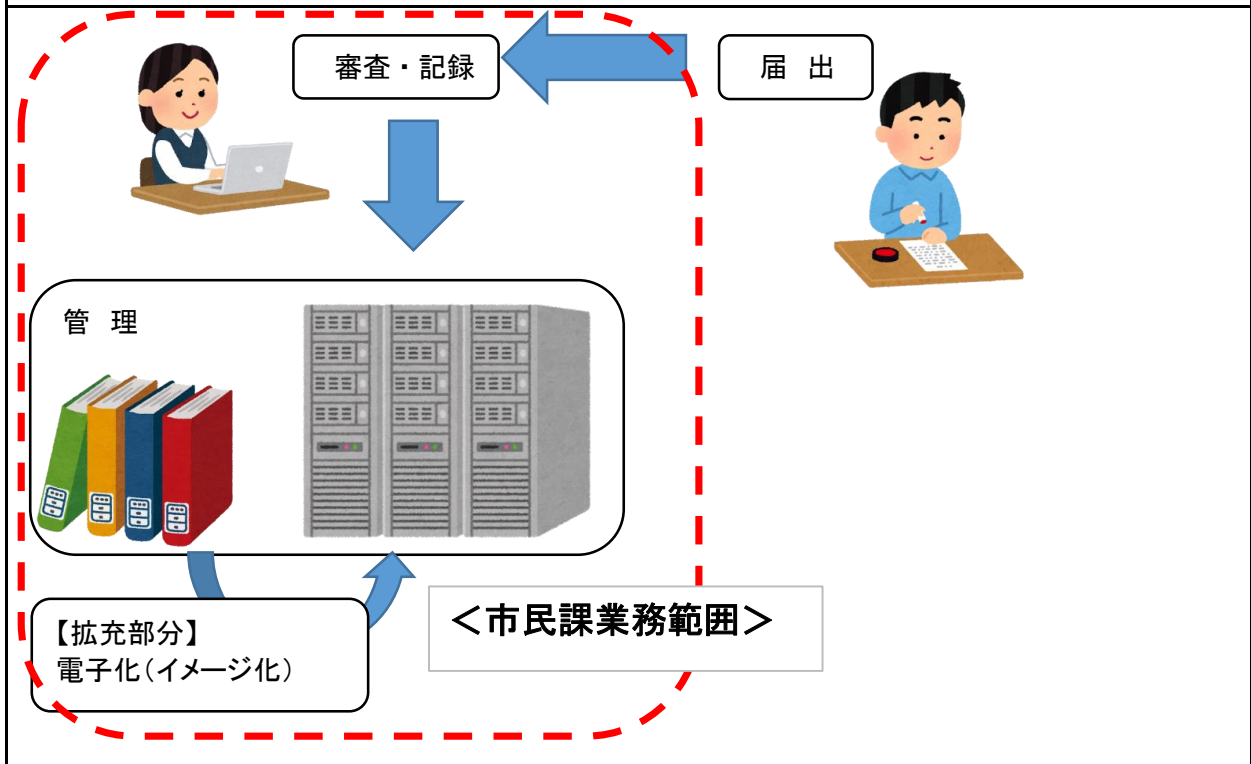 審査・記録
届 出
管 理
【拡充部分】
電子化(イメージ化)
＜市民課業務範囲＞